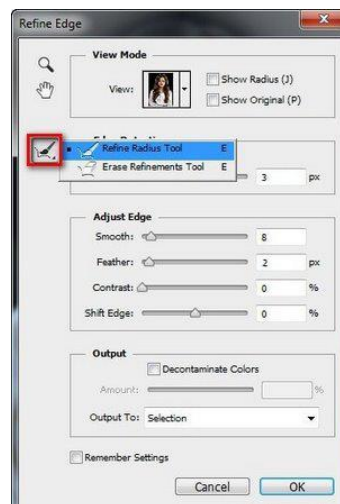 Refine Edge
View Mode
View:
Show Radius (J)
Show Original (P)
Refine Radius Tool E
Erase Refinements Tool E
3 px
Adjust Edge
Smooth: 8
Feather: 2 px
Contrast: 0 %
Shift Edge: 0 %
Output
Decontaminate Colors
Amount: %
Output To: Selection
Remember Settings
Cancel OK